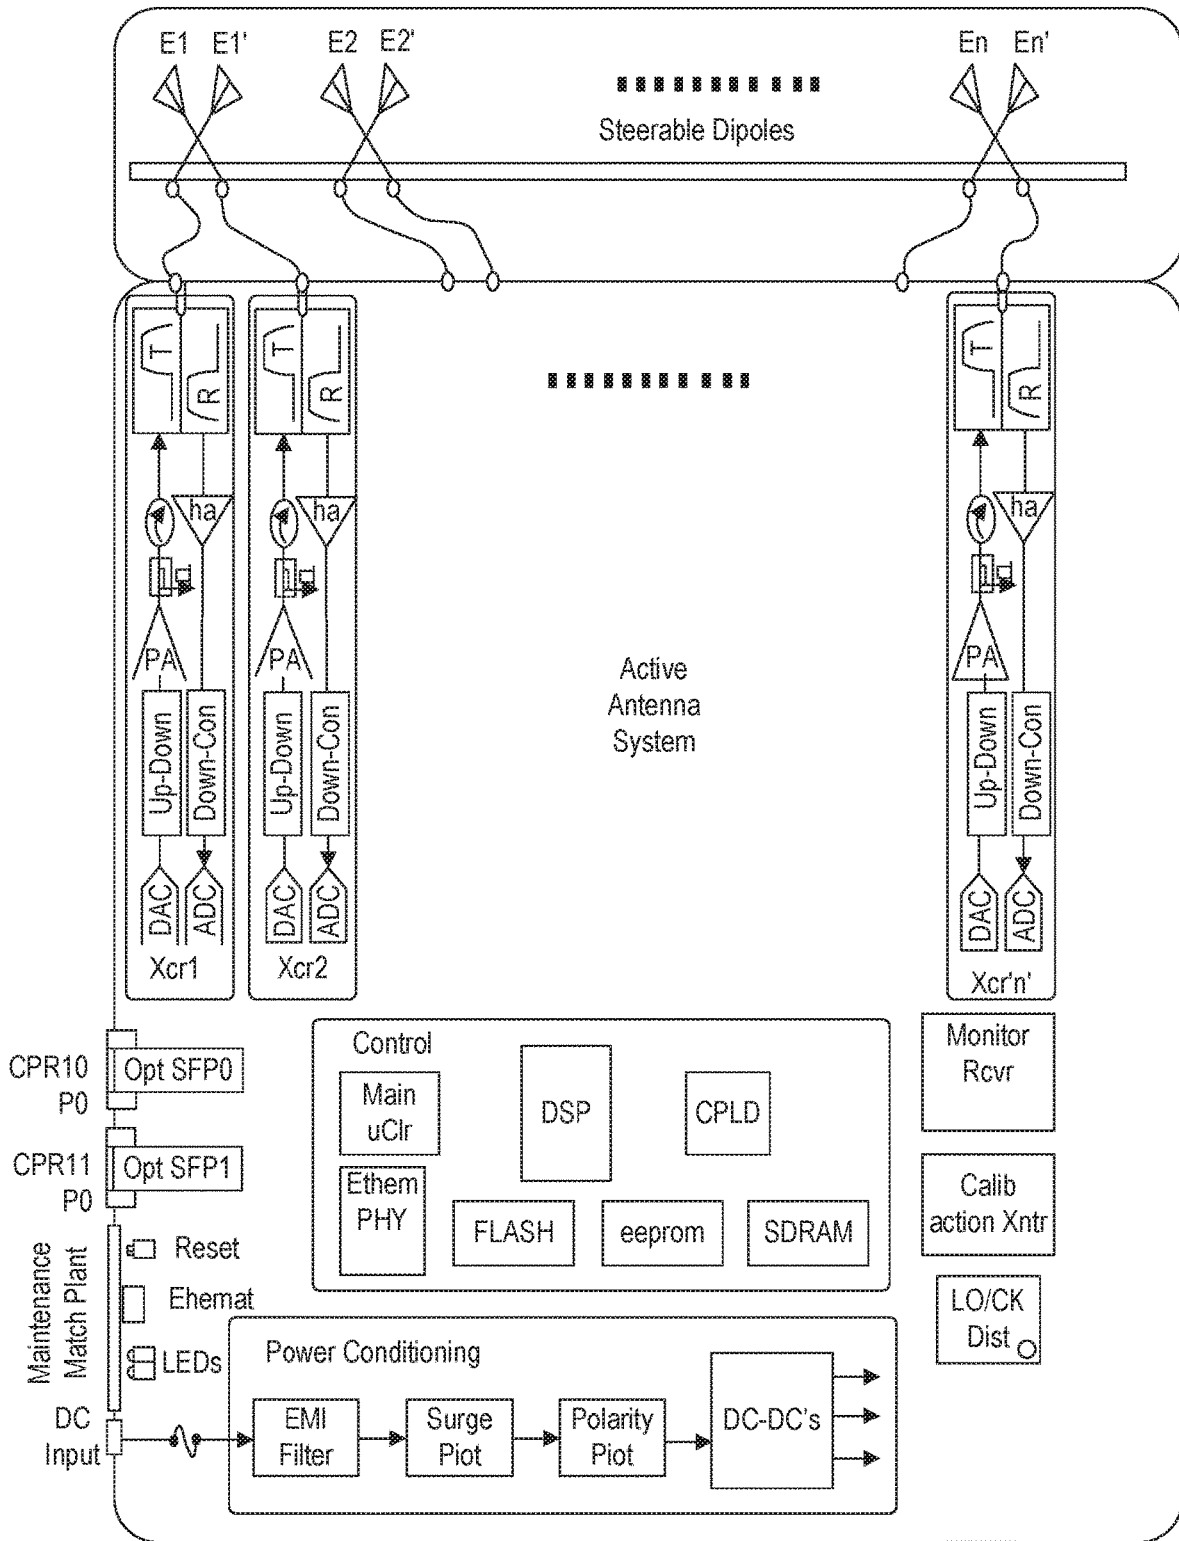 E1 E1' E2 E2' En En'
Steerable Dipoles
T R T R T R
ha ha ha
PA PA PA
Active
Antenna
System
Up-Down Down-Con Up-Down Down-Con Up-Down Down-Con
DAC ADC DAC ADC DAC ADC
Xcr1 Xcr2 Xcr'n'
CPR10
P0
Opt SFP0
CPR11
P0
Opt SFP1
Maintenance
Match Plant
Reset
Ehemat
LEDs
DC
Input
Control
Main
uClr
DSP
CPLD
Ethem
PHY
FLASH
eeprom
SDRAM
Monitor
Rcvr
Calib
action Xntr
LO/CK
Dist
Power Conditioning
EMI
Filter
Surge
Piot
Polarity
Piot
DC-DC's